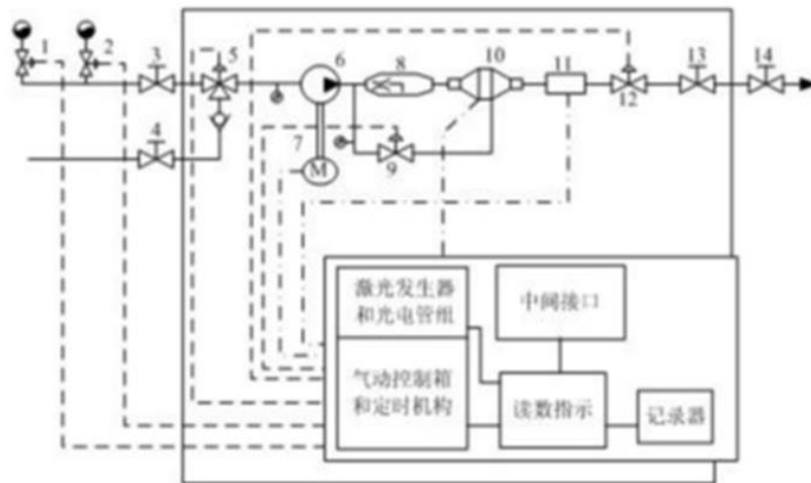 1
2
3
5
6
8
10
11
13
14
12
4
7
9
M
激光发生器
和光电管组
中间接口
气动控制箱
和定时机构
读数指示
记录器